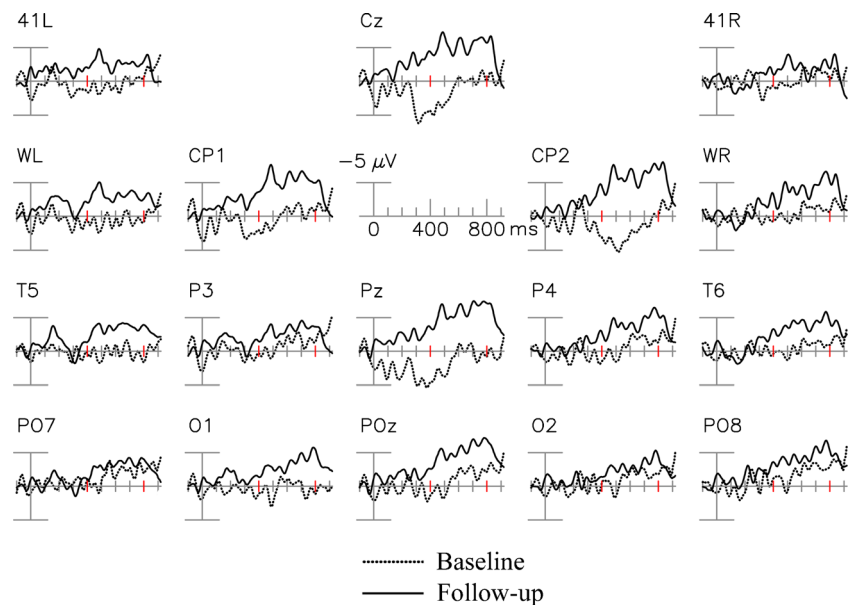 41L Cz 41R
WL CP1 −5 μV CP2 WR
0 400 800 ms
T5 P3 Pz P4 T6
PO7 O1 POz O2 PO8
Baseline
Follow-up